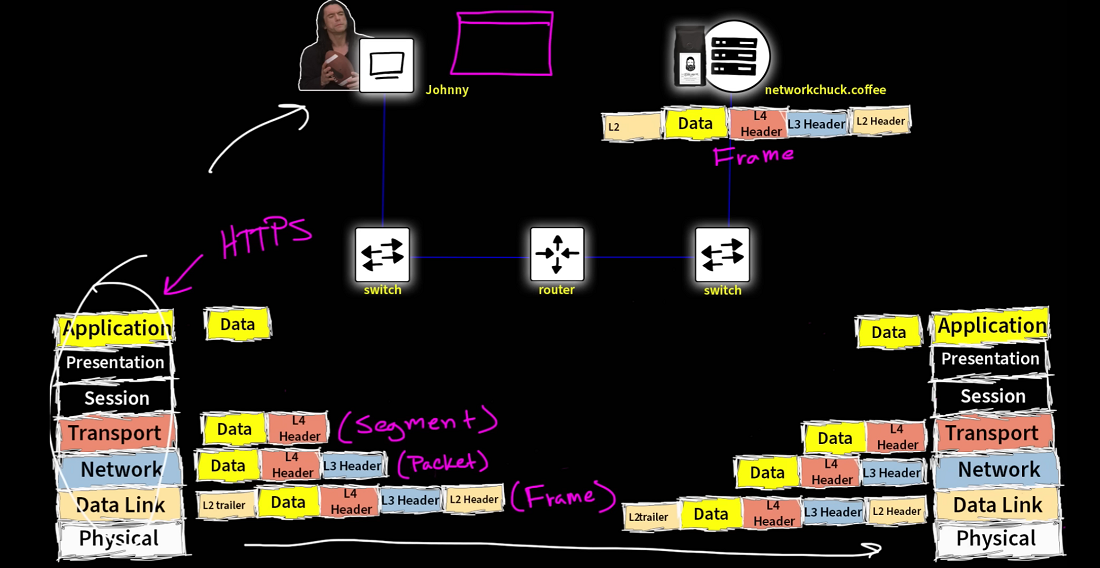 Johnny
networkchuck.coffee
L2 Data L4 Header L3 Header L2 Header
Frame
HTTPS
switch
router
switch
Application
Data
Presentation
Session
Transport
Data L4 Header
(Segment)
Network
Data L4 Header L3 Header
(Packet)
Data Link
L2 trailer Data L4 Header L3 Header L2 Header
(Frame)
Physical
Data
Application
Presentation
Session
Data L4 Header
Transport
Data L4 Header L3 Header
Network
L2trailer Data L4 Header L3 Header L2 Header
Data Link
Physical